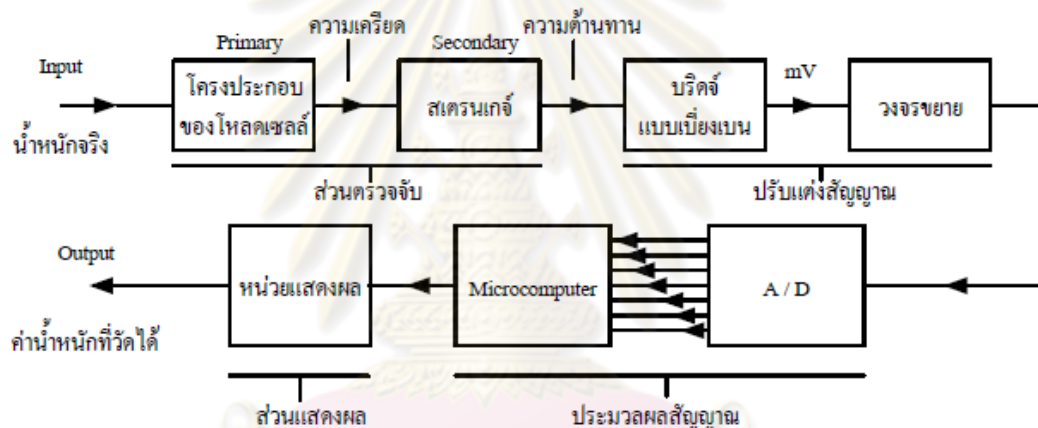 Primary
ความเครียด
Secondary
ความต้านทาน
Input
โครงประกอบ
ของโหลดเซลล์
สเตรนเกจ์
บริดจ์
แบบเบี่ยงเบน
mV
วงจรขยาย
น้ำหนักจริง
ส่วนตรวจจับ
ปรับแต่งสัญญาณ
Output
หน่วยแสดงผล
Microcomputer
A / D
ค่าน้ำหนักที่วัดได้
ส่วนแสดงผล
ประมวลผลสัญญาณ